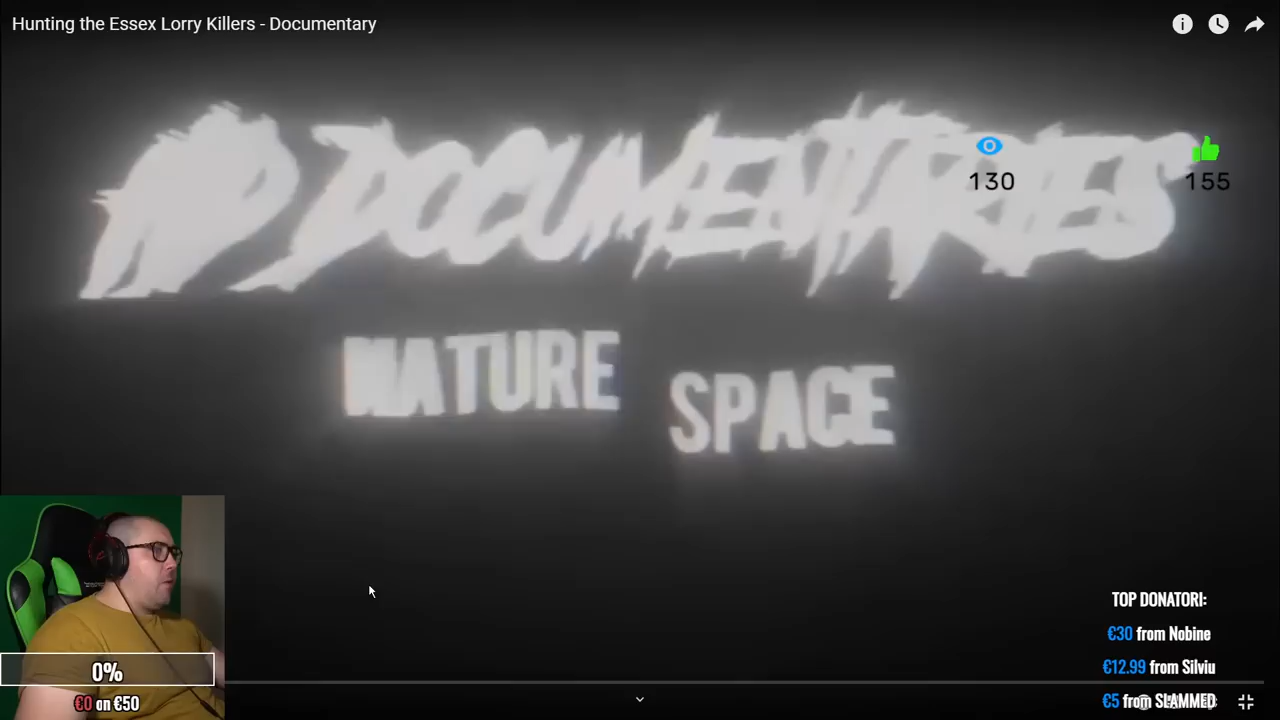 Hunting the Essex Lorry Killers - Documentary
HD DOCUMENTARIES
130
155
NATURE
SPACE
TOP DONATORI:
€30 from Nobine
€12.99 from Silviu
€5 from SLAMMED
0%
€0 on €50